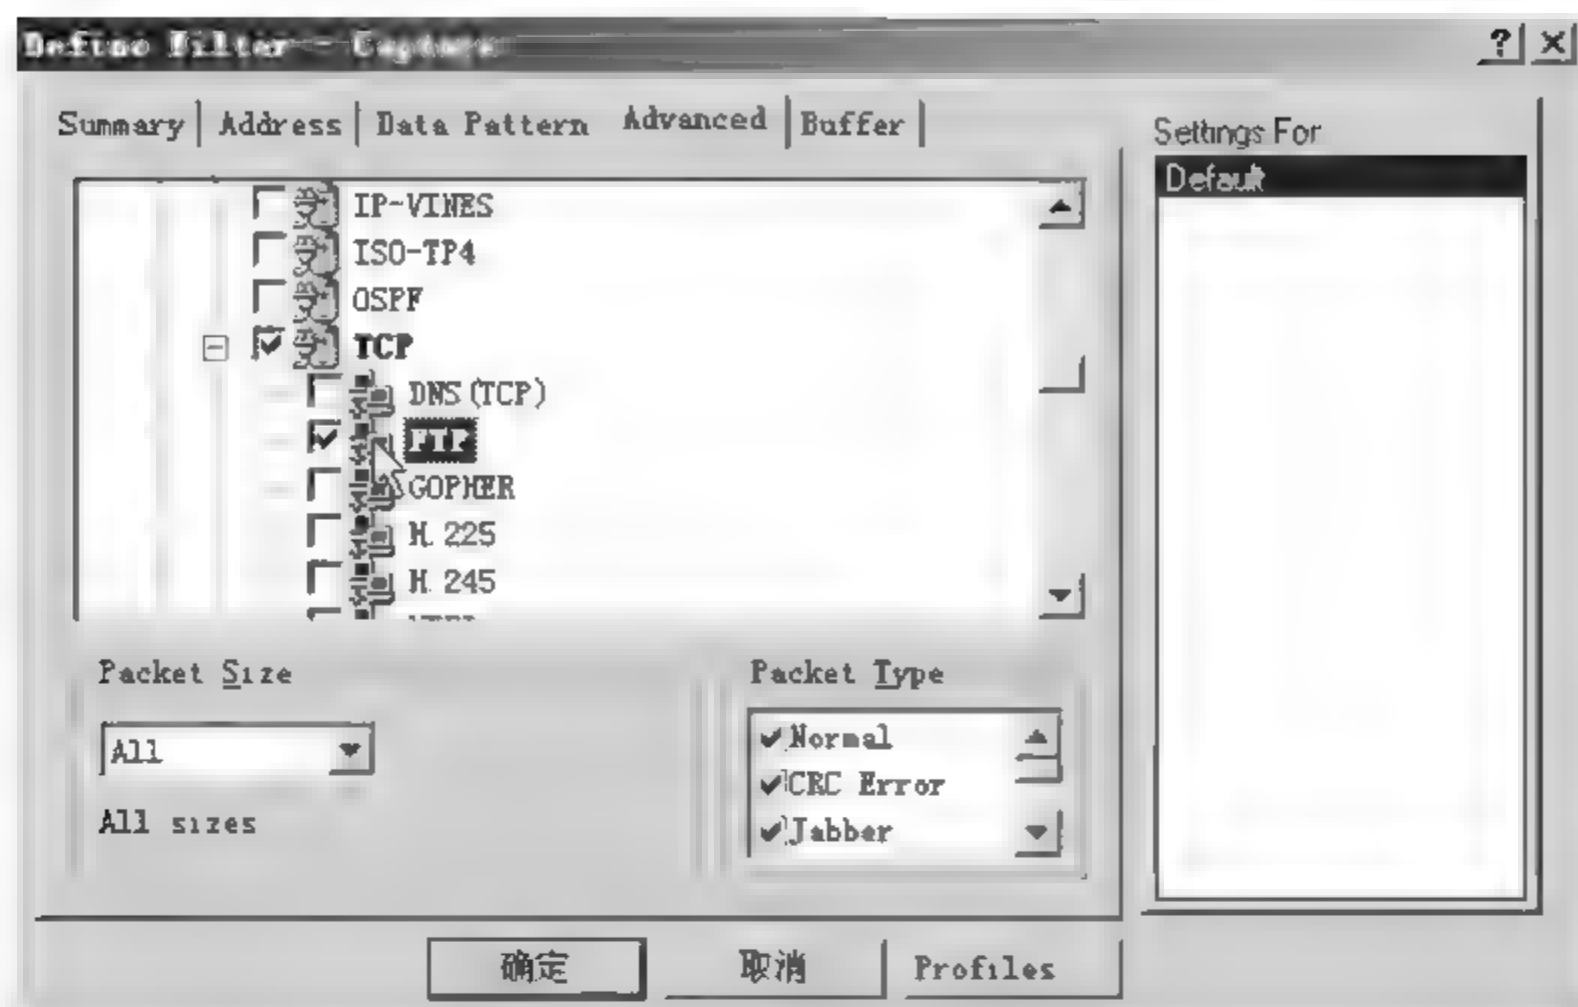 Define Filter - Capture
Summary Address Data Pattern Advanced Buffer
Settings For
Default
IP-VINES
ISO-TP4
OSPF
TCP
DNS (TCP)
FTP
GOPHER
H.225
H.245
Packet Size
All
All sizes
Packet Type
Normal
CRC Error
Jabber
确定 取消 Profiles